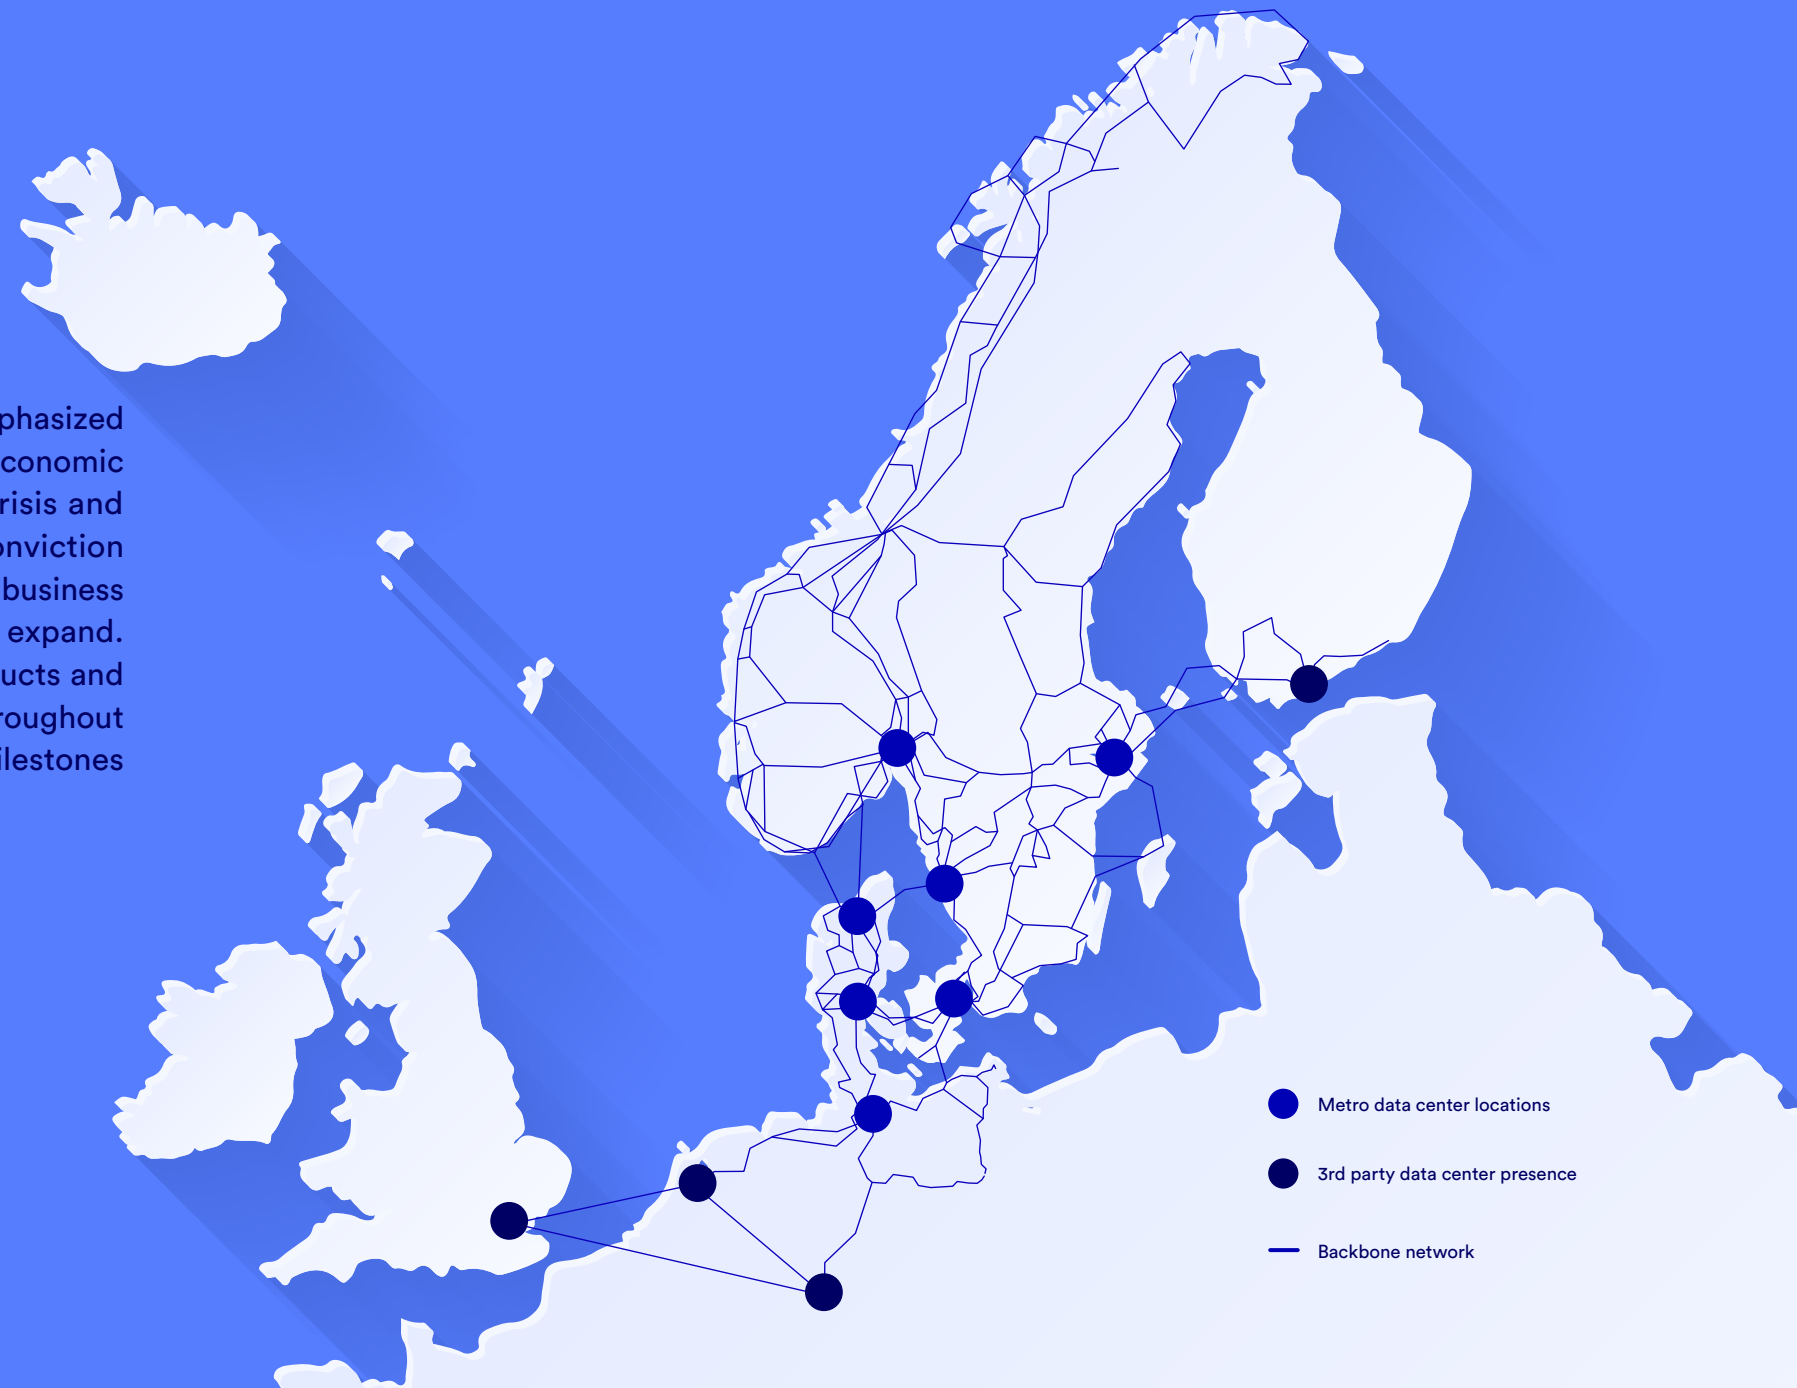 phasized
conomic
risis and
onviction
business
expand.
ucts and
roughout
ilestones
Metro data center locations
3rd party data center presence
Backbone network